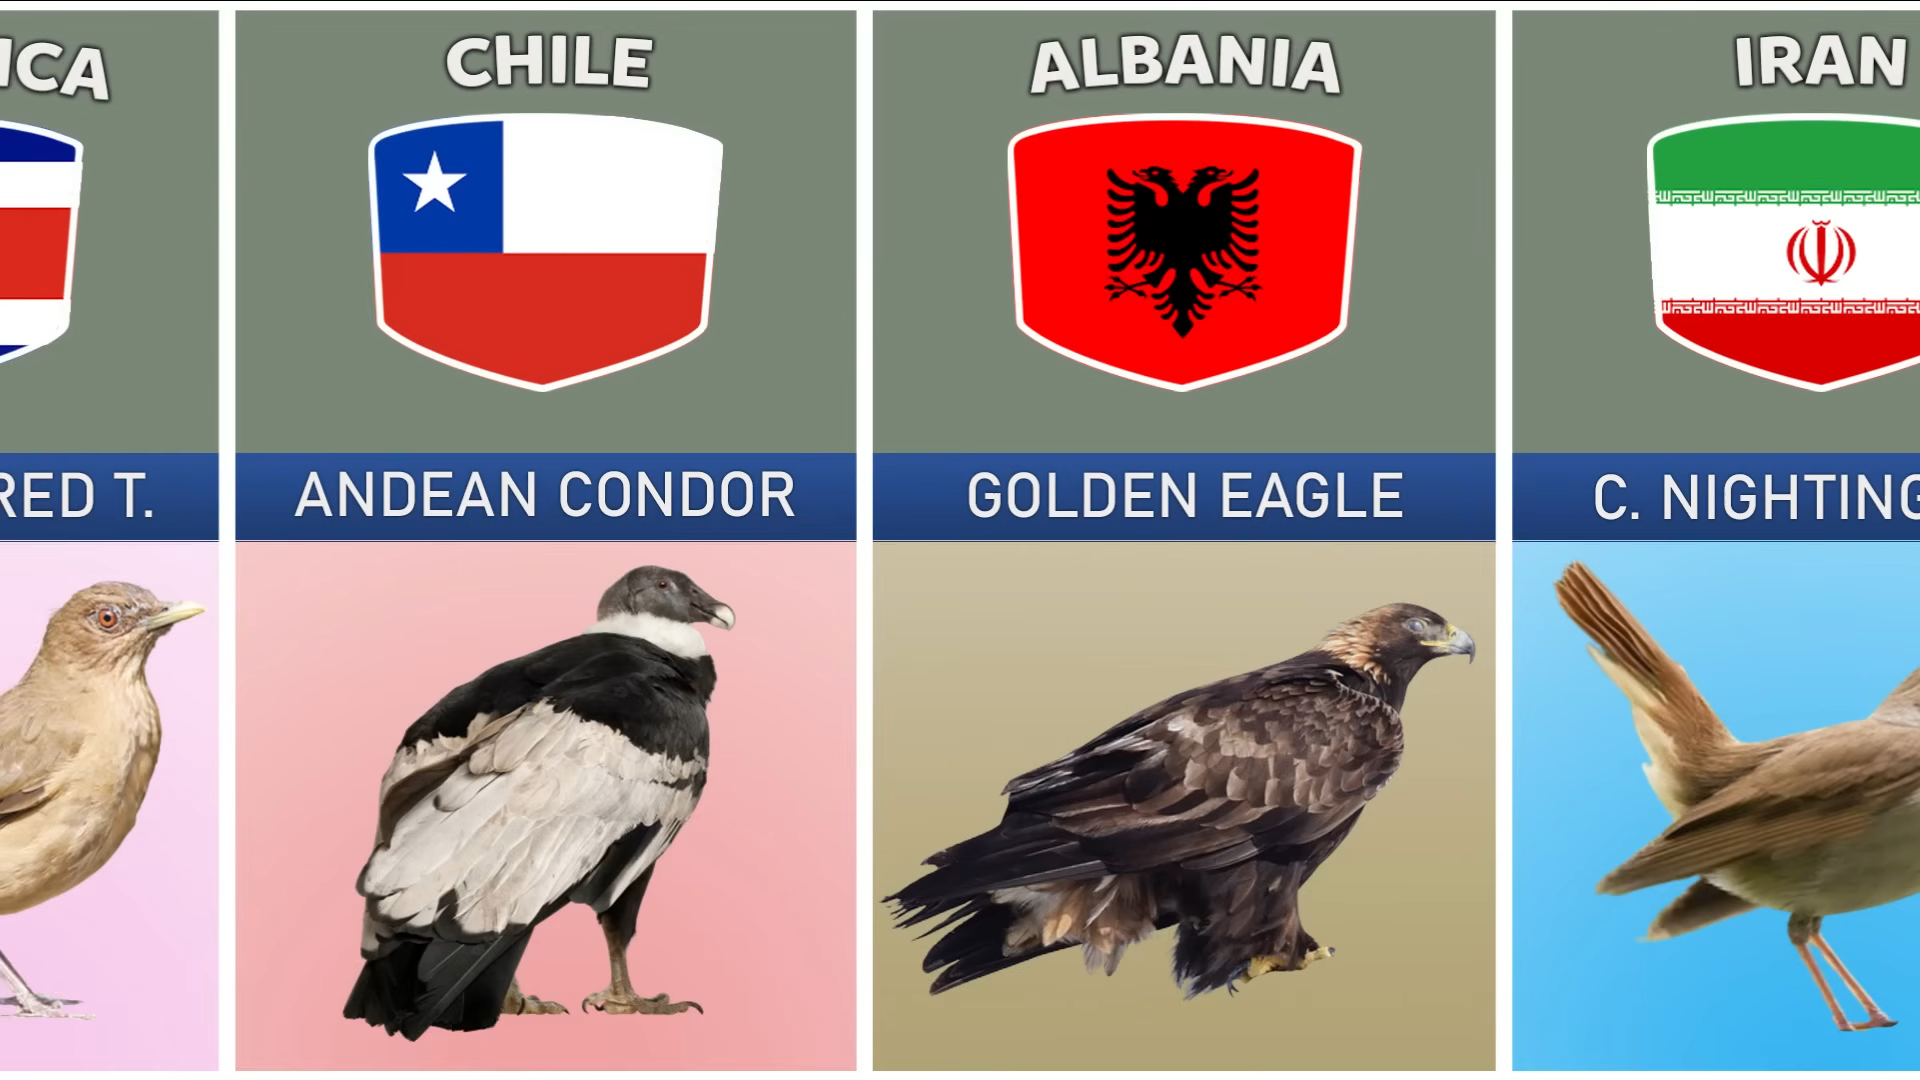 ICA
RED T.
CHILE
ANDEAN CONDOR
ALBANIA
GOLDEN EAGLE
IRAN
C. NIGHTING